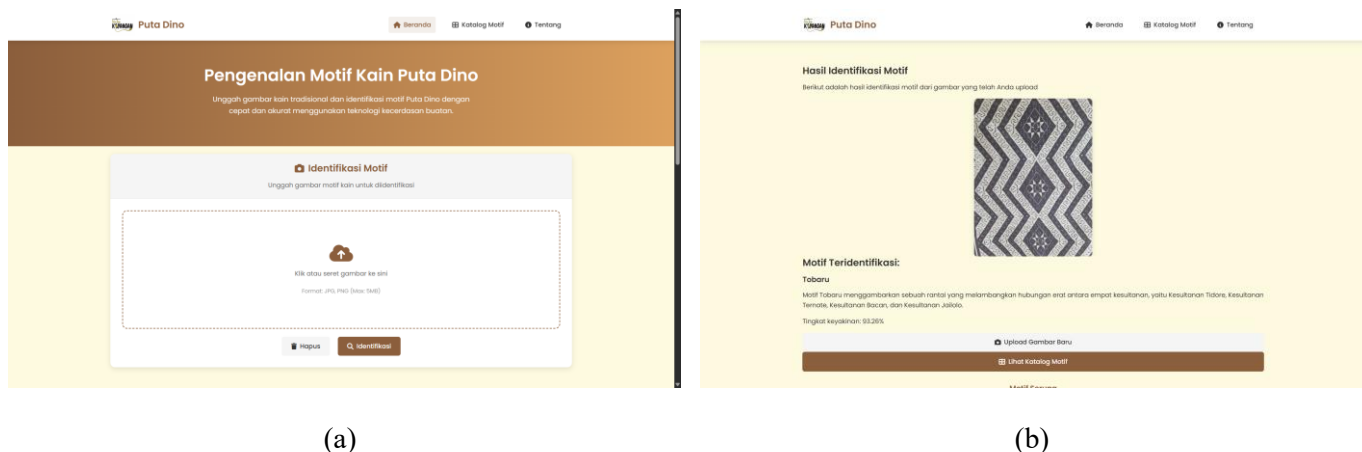 Puta Dino
Beranda
Katalog Motif
Tentang
Pengenalan Motif Kain Puta Dino
Unggah gambar kain tradisional dan identifikasi motif Puta Dino dengan
cepat dan akurat menggunakan teknologi kecerdasan buatan.
Identifikasi Motif
Unggah gambar motif kain untuk diidentifikasi
Klik atau seret gambar ke sini
Format: JPG, PNG (Max: 5MB)
Hapus
Identifikasi
(a)
Puta Dino
Beranda
Katalog Motif
Tentang
Hasil Identifikasi Motif
Berikut adalah hasil identifikasi motif dari gambar yang telah Anda upload
Motif Teridentifikasi:
Tobaru
Motif Tobaru menggambarkan sebuah rantai yang melambangkan hubungan erat antara empat kesultanan, yaitu Kesultanan Tidore, Kesultanan
Ternate, Kesultanan Bacan, dan Kesultanan Jailolo.
Tingkat keyakinan: 93.26%
Upload Gambar Baru
Lihat Katalog Motif
(b)